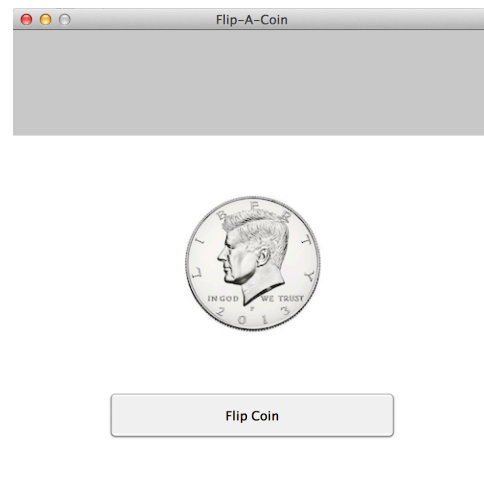 Flip-A-Coin
LIBERTY
IN GOD WE TRUST
P
2013
Flip Coin